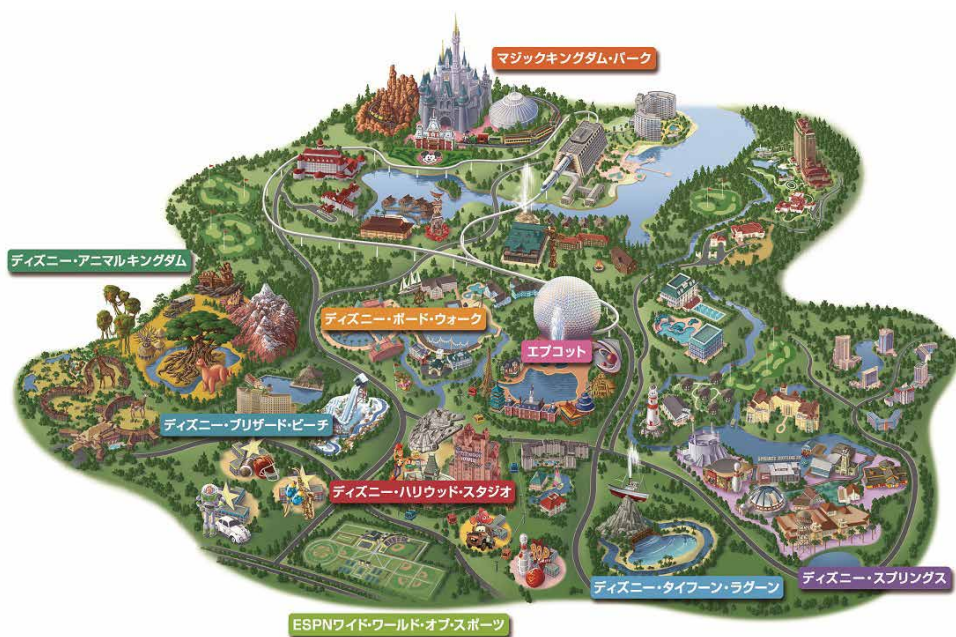 マジックキングダム・パーク
ディズニー・アニマルキングダム
ディズニー・ボード・ウォーク
エプコット
ディズニー・ブリザード・ビーチ
ディズニー・ハリウッド・スタジオ
ディズニー・タイフーン・ラグーン
ディズニー・スプリングス
ESPNワイド・ワールド・オブ・スポーツ